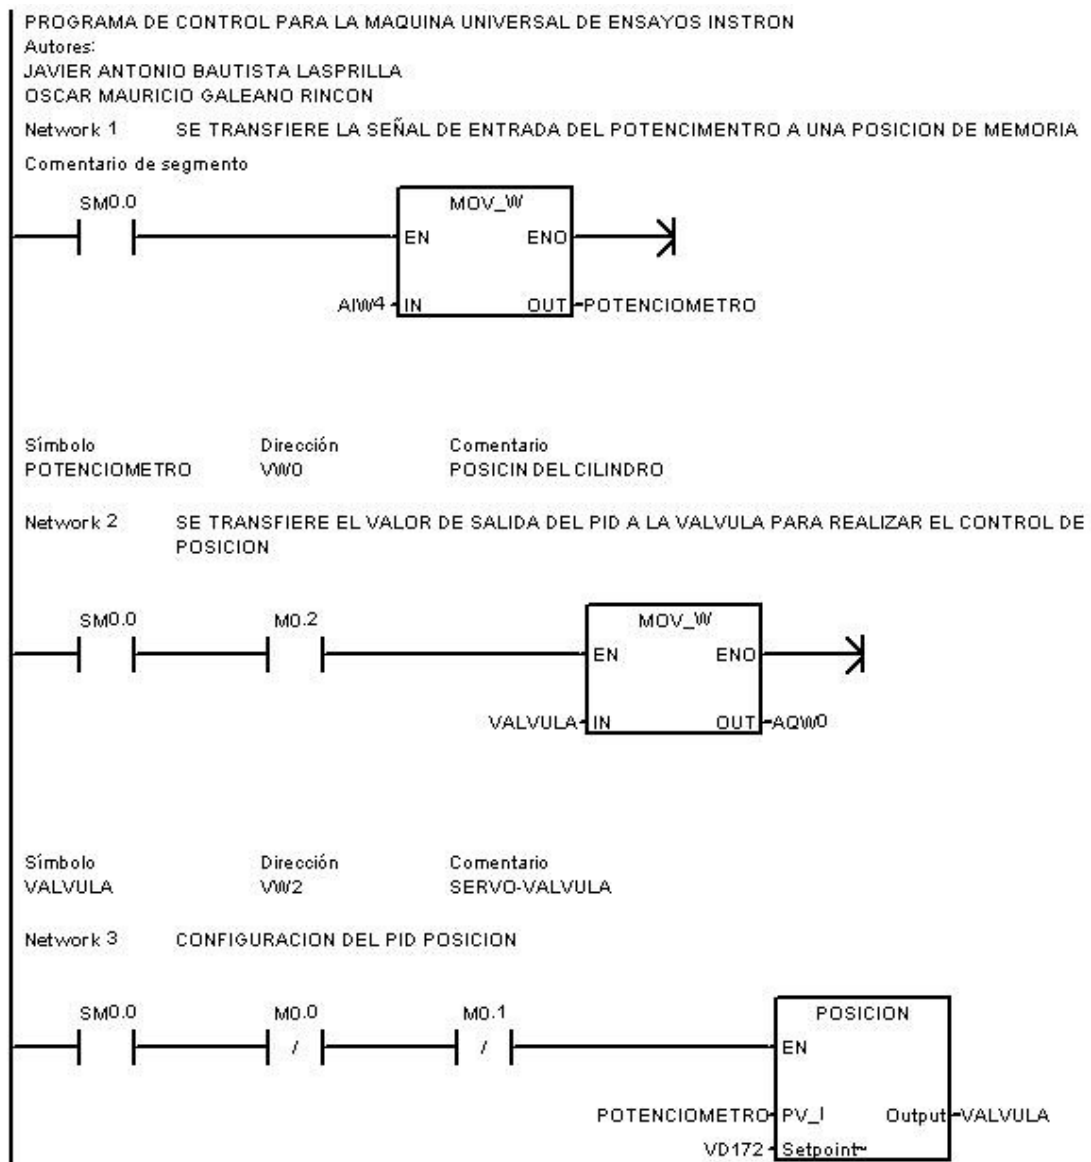 PROGRAMA DE CONTROL PARA LA MAQUINA UNIVERSAL DE ENSAYOS INSTRON
Autores:
JAVIER ANTONIO BAUTISTA LASPRILLA
OSCAR MAURICIO GALEANO RINCON
Network 1 SE TRANSFIERE LA SEÑAL DE ENTRADA DEL POTENCIMENTRO A UNA POSICION DE MEMORIA
Comentario de segmento
SM0.0 MOV_W
EN ENO
AIW4 IN OUT POTENCIOMETRO
Símbolo Dirección Comentario
POTENCIOMETRO VW0 POSICIN DEL CILINDRO
Network 2 SE TRANSFIERE EL VALOR DE SALIDA DEL PID A LA VALVULA PARA REALIZAR EL CONTROL DE
POSICION
SM0.0 M0.2 MOV_W
EN ENO
VALVULA IN OUT AQW0
Símbolo Dirección Comentario
VALVULA VW2 SERVO-VALVULA
Network 3 CONFIGURACION DEL PID POSICION
SM0.0 M0.0 M0.1 POSICION
/ / EN
POTENCIOMETRO PV_I Output VALVULA
VD172 Setpoint~